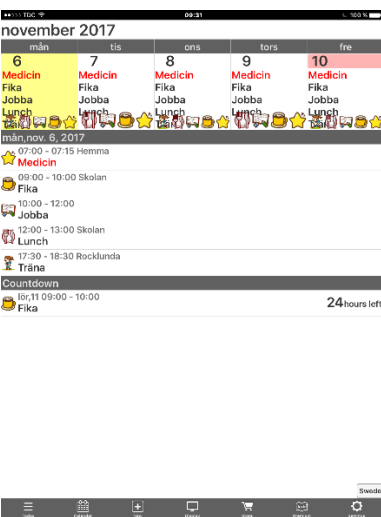 TDC 09:31 100 %
november 2017
mån tis ons tors fre
6 7 8 9 10
Medicin Medicin Medicin Medicin Medicin
Fika Fika Fika Fika Fika
Jobba Jobba Jobba Jobba Jobba
Lunch Lunch Lunch Lunch Lunch
mån,nov. 6, 2017
07:00 - 07:15 Hemma
Medicin
09:00 - 10:00 Skolan
Fika
10:00 - 12:00
Jobba
12:00 - 13:00 Skolan
Lunch
17:30 - 18:30 Rocklunda
Träna
Countdown
lör,11 09:00 - 10:00
Fika
24 hours left
Swede